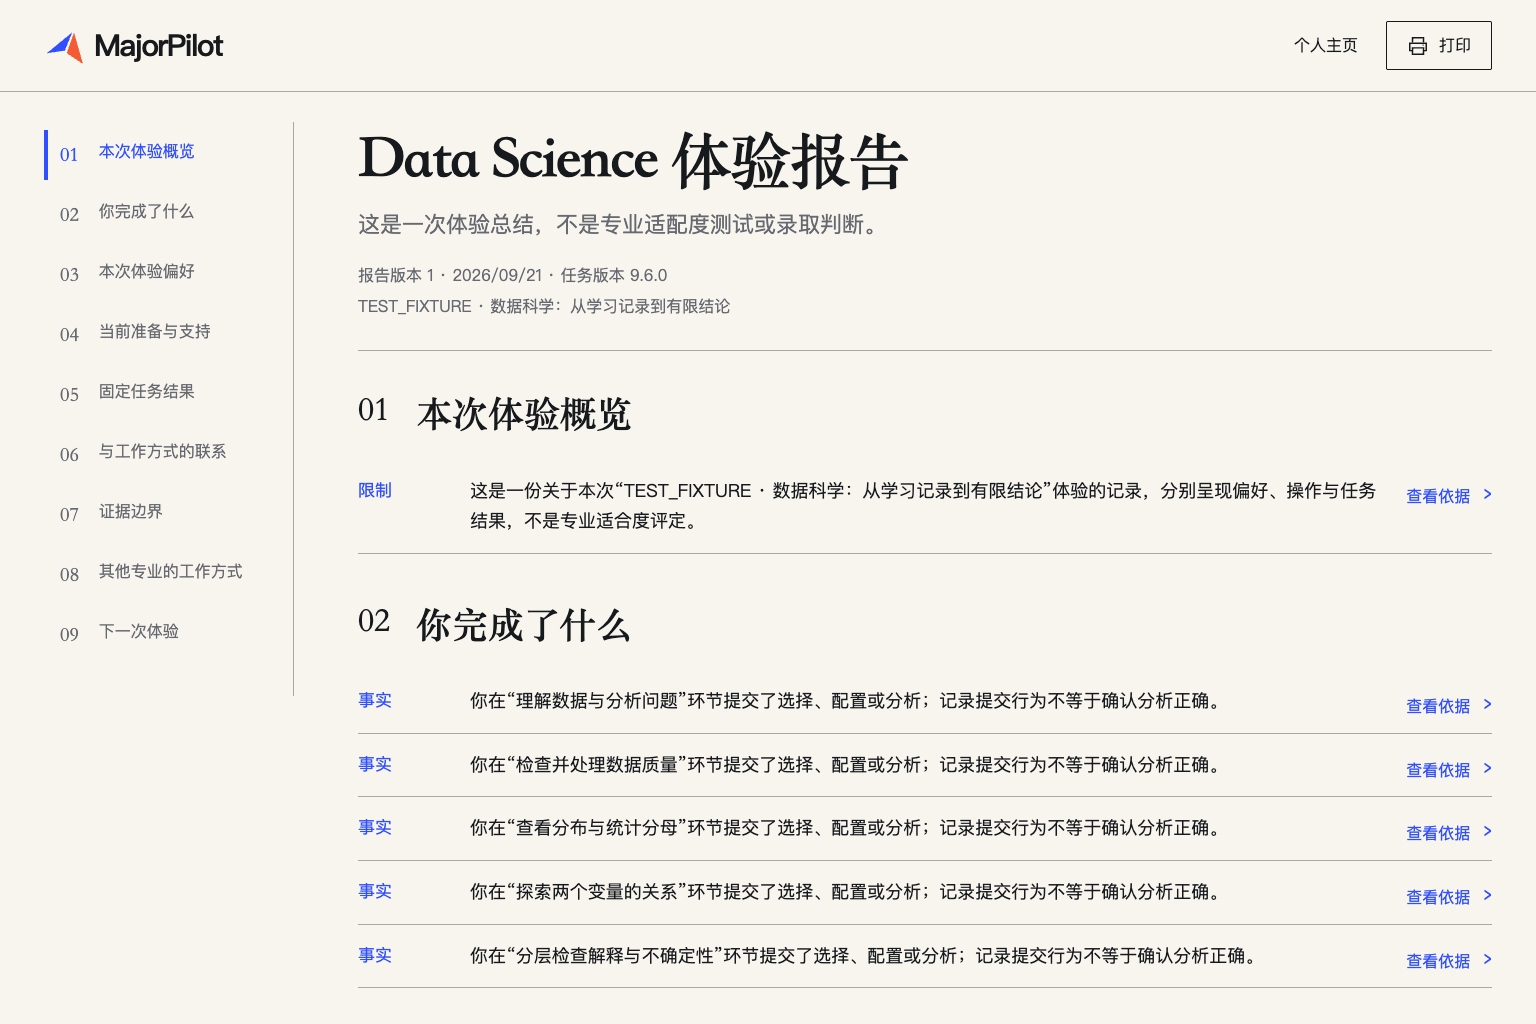 MajorPilot
个人主页
打印
01 本次体验概览
02 你完成了什么
03 本次体验偏好
04 当前准备与支持
05 固定任务结果
06 与工作方式的联系
07 证据边界
08 其他专业的工作方式
09 下一次体验
Data Science 体验报告
这是一次体验总结，不是专业适配度测试或录取判断。
报告版本 1 · 2026/09/21 · 任务版本 9.6.0
TEST_FIXTURE · 数据科学：从学习记录到有限结论
01 本次体验概览
限制 这是一份关于本次“TEST_FIXTURE · 数据科学：从学习记录到有限结论”体验的记录，分别呈现偏好、操作与任务 查看依据
结果，不是专业适合度评定。
02 你完成了什么
事实 你在“理解数据与分析问题”环节提交了选择、配置或分析；记录提交行为不等于确认分析正确。 查看依据
事实 你在“检查并处理数据质量”环节提交了选择、配置或分析；记录提交行为不等于确认分析正确。 查看依据
事实 你在“查看分布与统计分母”环节提交了选择、配置或分析；记录提交行为不等于确认分析正确。 查看依据
事实 你在“探索两个变量的关系”环节提交了选择、配置或分析；记录提交行为不等于确认分析正确。 查看依据
事实 你在“分层检查解释与不确定性”环节提交了选择、配置或分析；记录提交行为不等于确认分析正确。 查看依据